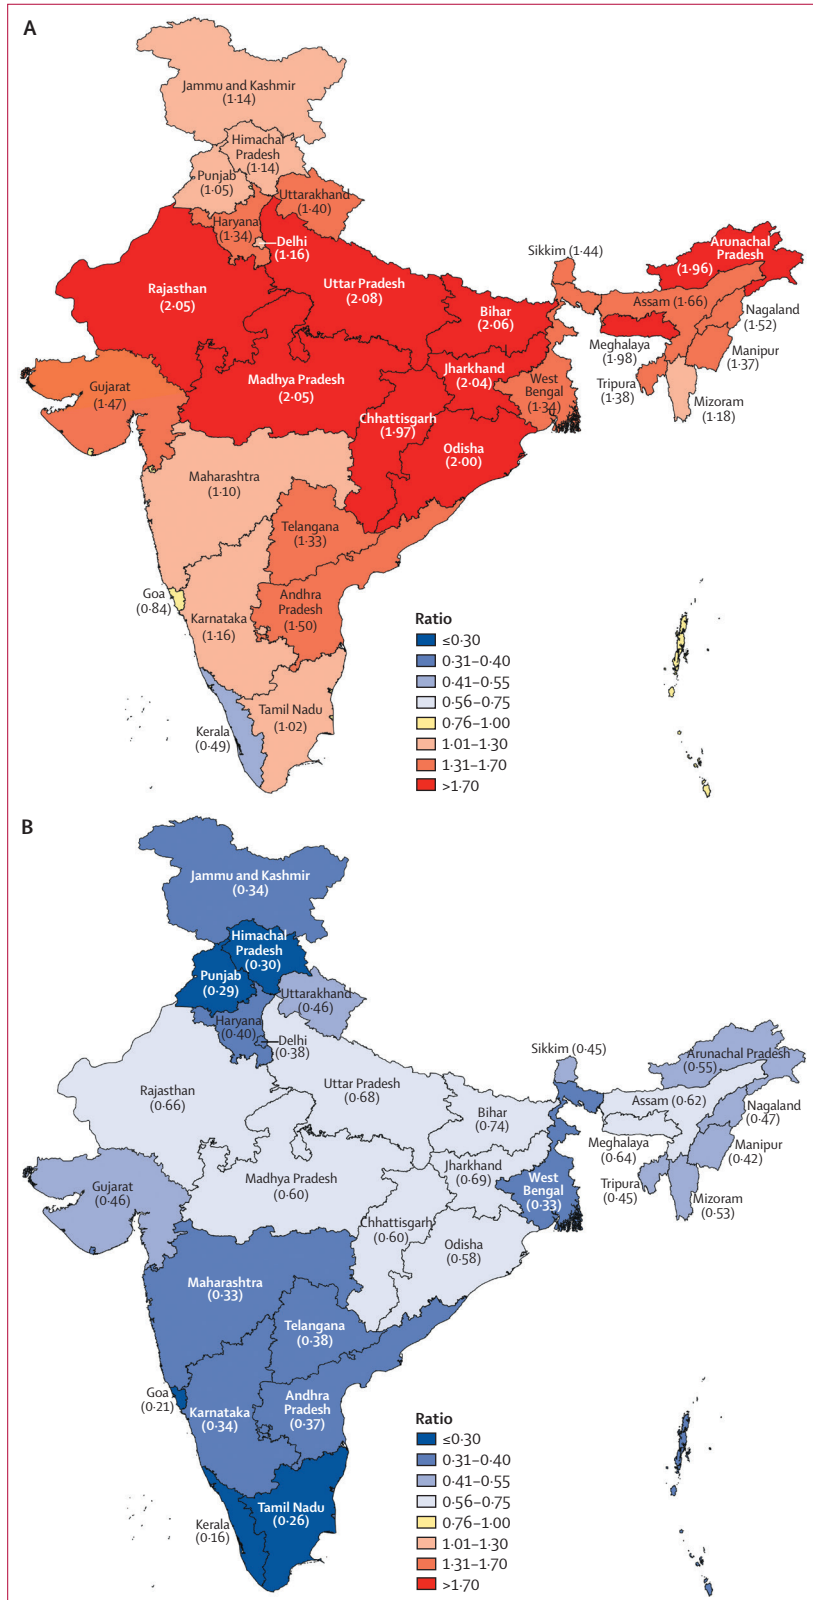 A
Jammu and Kashmir
(1·14)
Himachal
Pradesh
(1·14)
Punjab
(1·05)
Uttarakhand
(1·40)
Haryana
(1·34)
Delhi
(1·16)
Rajasthan
(2·05)
Uttar Pradesh
(2·08)
Bihar
(2·06)
Sikkim (1·44)
Arunachal
Pradesh
(1·96)
Assam (1·66)
Nagaland
(1·52)
Meghalaya
(1·98)
Manipur
(1·37)
Tripura
(1·38)
Mizoram
(1·18)
Gujarat
(1·47)
Madhya Pradesh
(2·05)
Jharkhand
(2·04)
West
Bengal
(1·34)
Chhattisgarh
(1·97)
Odisha
(2·00)
Maharashtra
(1·10)
Telangana
(1·33)
Goa
(0·84)
Karnataka
(1·16)
Andhra
Pradesh
(1·50)
Kerala
(0·49)
Tamil Nadu
(1·02)
Ratio
≤0·30
0·31–0·40
0·41–0·55
0·56–0·75
0·76–1·00
1·01–1·30
1·31–1·70
>1·70
B
Jammu and Kashmir
(0·34)
Himachal
Pradesh
(0·30)
Punjab
(0·29)
Uttarakhand
(0·46)
Haryana
(0·40)
Delhi
(0·38)
Rajasthan
(0·66)
Uttar Pradesh
(0·68)
Bihar
(0·74)
Sikkim (0·45)
Arunachal Pradesh
(0·55)
Assam (0·62)
Nagaland
(0·47)
Meghalaya
(0·64)
Manipur
(0·42)
Tripura
(0·45)
Mizoram
(0·53)
Gujarat
(0·46)
Madhya Pradesh
(0·60)
Jharkhand
(0·69)
West
Bengal
(0·33)
Chhattisgarh
(0·60)
Odisha
(0·58)
Maharashtra
(0·33)
Telangana
(0·38)
Goa
(0·21)
Karnataka
(0·34)
Andhra
Pradesh
(0·37)
Kerala
(0·16)
Tamil Nadu
(0·26)
Ratio
≤0·30
0·31–0·40
0·41–0·55
0·56–0·75
0·76–1·00
1·01–1·30
1·31–1·70
>1·70